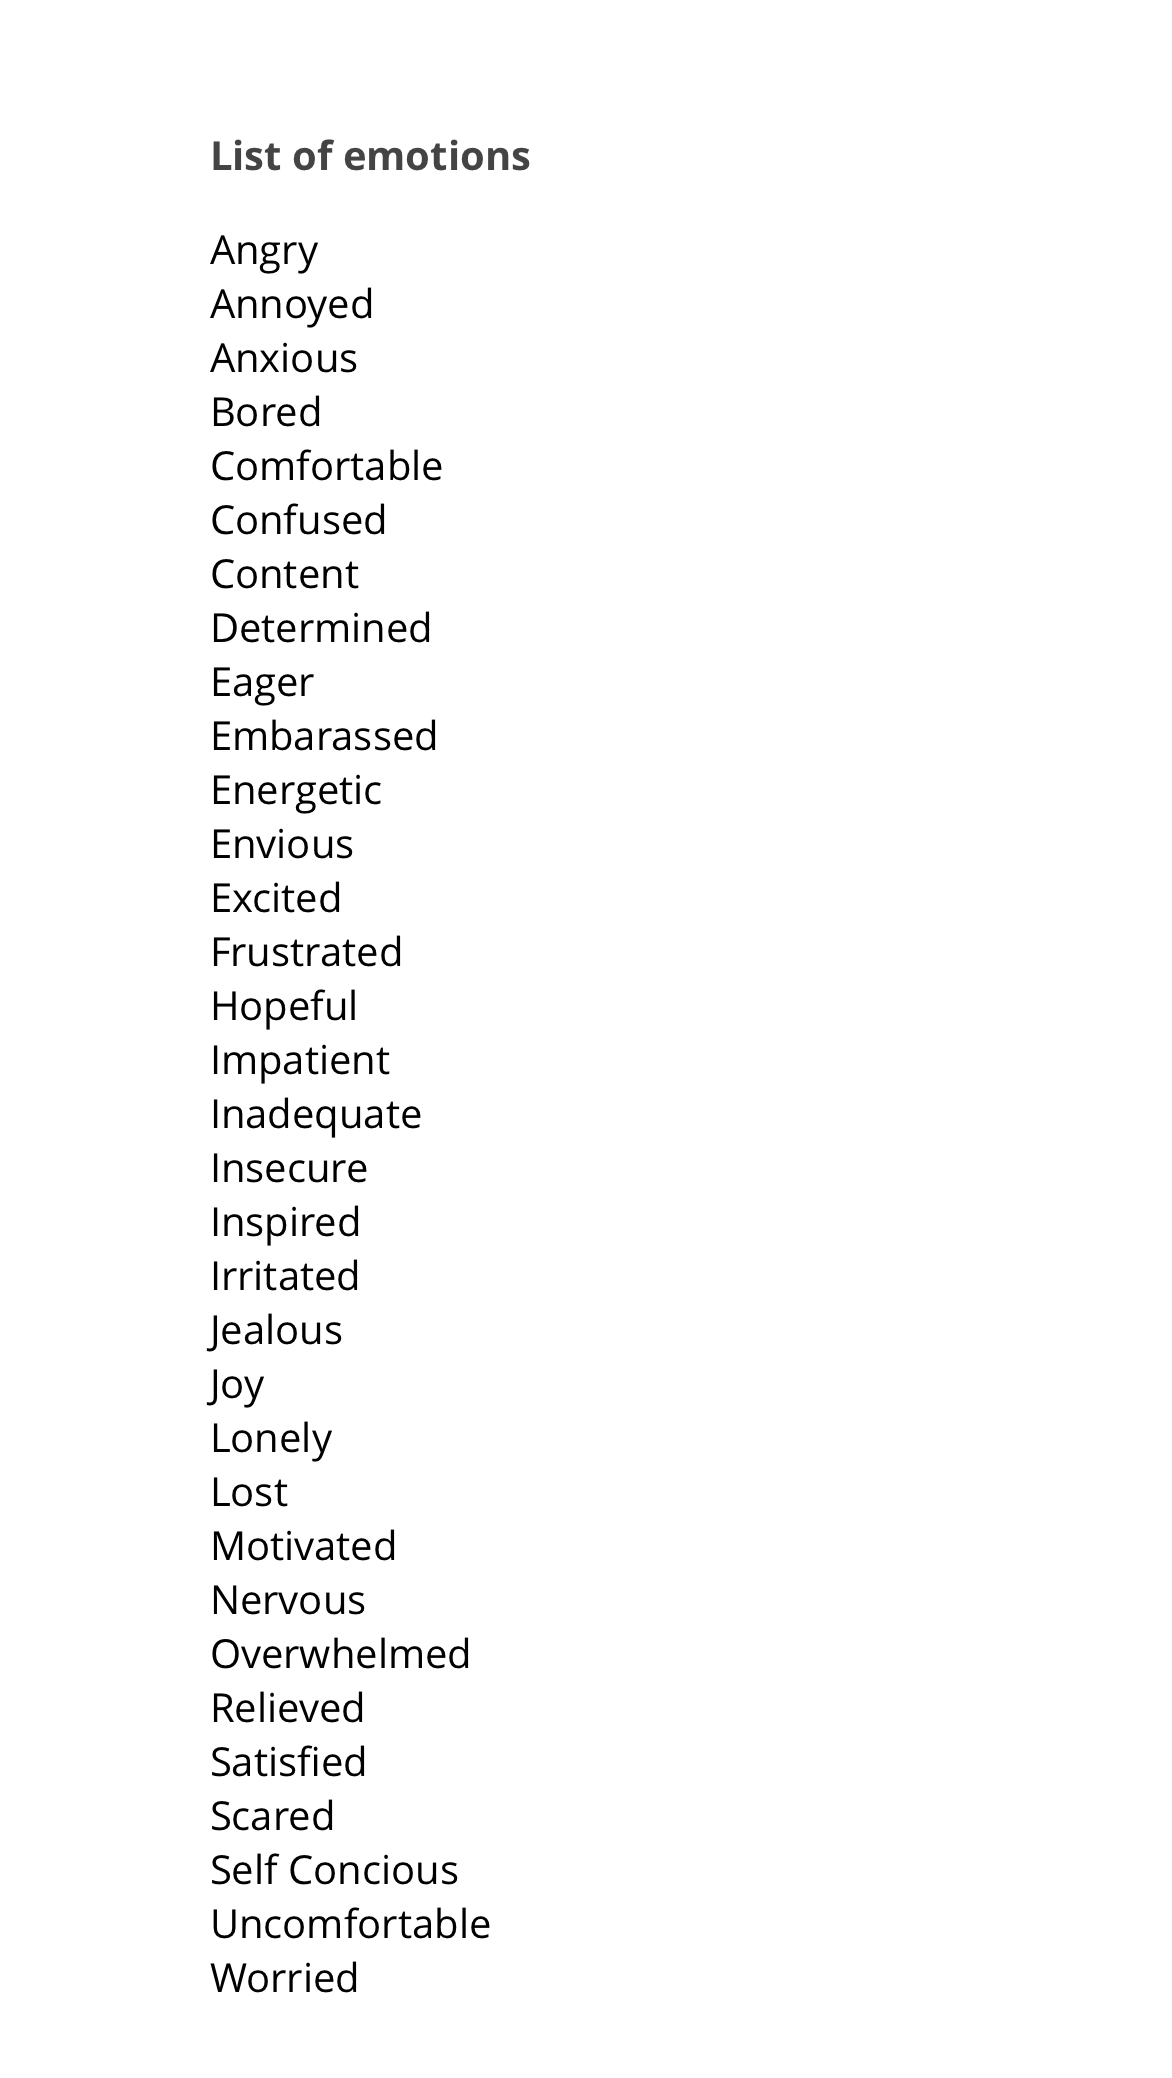 List of emotions
Angry
Annoyed
Anxious
Bored
Comfortable
Confused
Content
Determined
Eager
Embarassed
Energetic
Envious
Excited
Frustrated
Hopeful
Impatient
Inadequate
Insecure
Inspired
Irritated
Jealous
Joy
Lonely
Lost
Motivated
Nervous
Overwhelmed
Relieved
Satisfied
Scared
Self Concious
Uncomfortable
Worried